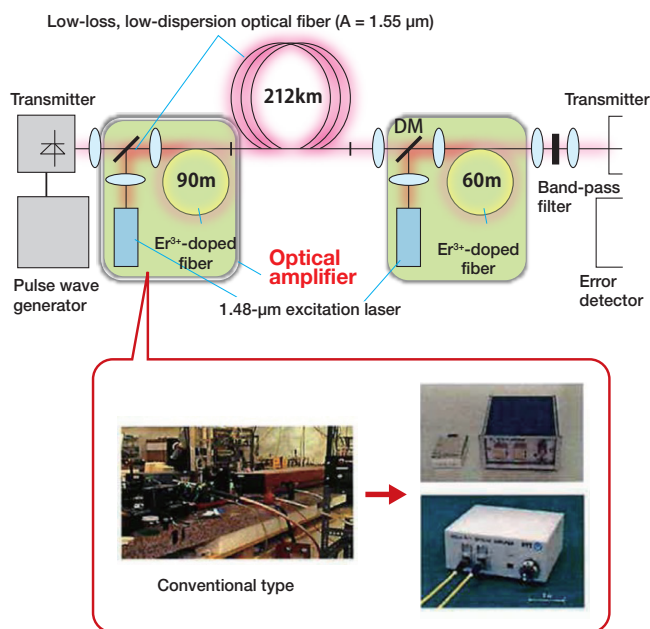 Low-loss, low-dispersion optical fiber (A = 1.55 µm)
Transmitter
212km
DM
Transmitter
90m
60m
Band-pass
filter
Er³⁺-doped
fiber
Optical
amplifier
Er³⁺-doped
fiber
Pulse wave
generator
1.48-µm excitation laser
Error
detector
Conventional type